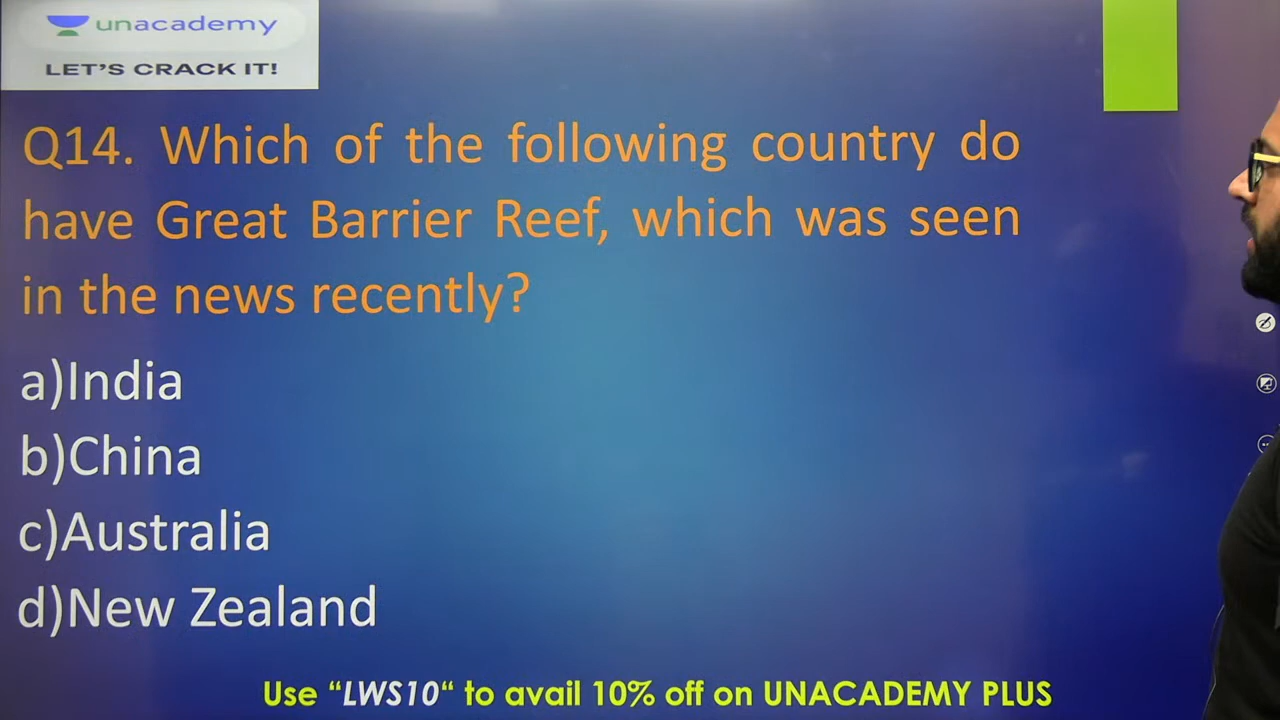 unacademy
LET'S CRACK IT!
Q14. Which of the following country do
have Great Barrier Reef, which was seen
in the news recently?
a)India
b)China
c)Australia
d)New Zealand
Use “LWS10“ to avail 10% off on UNACADEMY PLUS